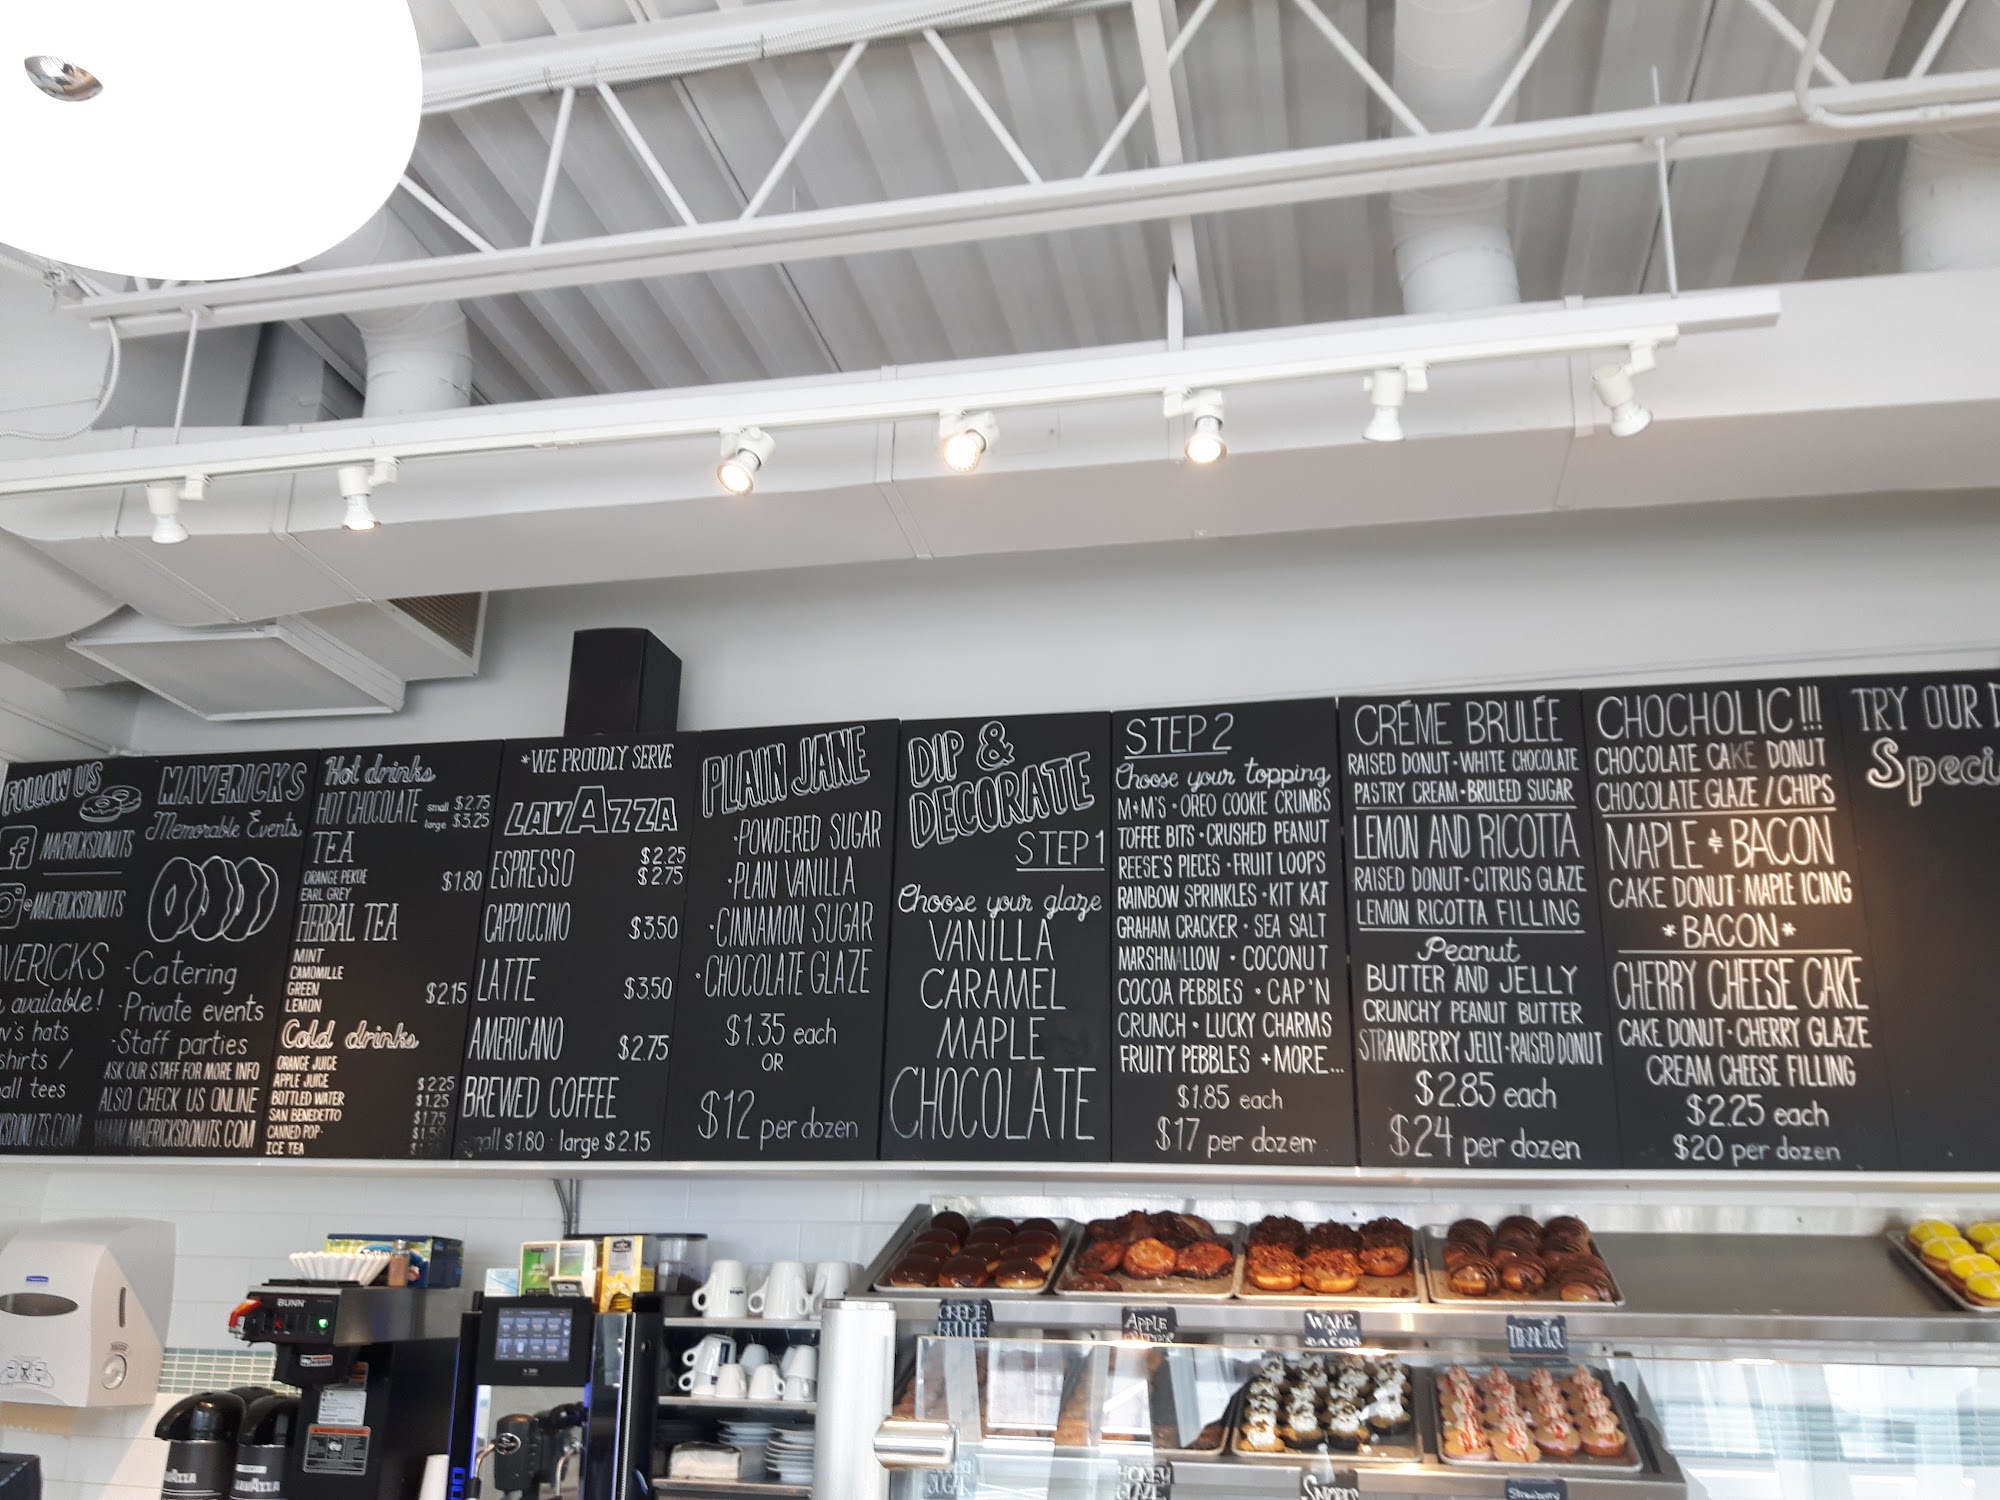 FOLLOW US
MAVERICKSDONUTS
@MAVERICKSDONUTS
available!
hats
tees
MAVERICKS
Memorable Events
-Catering
-Private events
-Staff parties
ASK OUR STAFF FOR MORE INFO
ALSO CHECK US ONLINE
WWW.MAVERICKSDONUTS.COM
Hot drinks
HOT CHOCOLATE small $2.75
large $3.25
TEA
ORANGE PEKOE $1.80
EARL GREY
HERBAL TEA
MINT
CAMOMILLE
GREEN $2.15
LEMON
Cold drinks
ORANGE JUICE
APPLE JUICE $2.25
BOTTLED WATER $1.25
SAN BENEDETTO $1.75
CANNED POP
ICE TEA
*WE PROUDLY SERVE
LAVAZZA
ESPRESSO $2.25
$2.75
CAPPUCCINO $3.50
LATTE $3.50
AMERICANO $2.75
BREWED COFFEE
$1.80 · large $2.15
PLAIN JANE
·POWDERED SUGAR
·PLAIN VANILLA
·CINNAMON SUGAR
·CHOCOLATE GLAZE
$1.35 each
OR
$12 per dozen
DIP &
DECORATE
STEP 1
Choose your glaze
VANILLA
CARAMEL
MAPLE
CHOCOLATE
STEP 2
Choose your topping
M+M'S · OREO COOKIE CRUMBS
TOFFEE BITS · CRUSHED PEANUT
REESE'S PIECES · FRUIT LOOPS
RAINBOW SPRINKLES · KIT KAT
GRAHAM CRACKER · SEA SALT
MARSHMALLOW · COCONUT
COCOA PEBBLES · CAP'N
CRUNCH · LUCKY CHARMS
FRUITY PEBBLES +MORE...
$1.85 each
$17 per dozen
CRÉME BRULÉE
RAISED DONUT · WHITE CHOCOLATE
PASTRY CREAM · BRULEED SUGAR
LEMON AND RICOTTA
RAISED DONUT · CITRUS GLAZE
LEMON RICOTTA FILLING
Peanut
BUTTER AND JELLY
CRUNCHY PEANUT BUTTER
STRAWBERRY JELLY · RAISED DONUT
$2.85 each
$24 per dozen
CHOCHOLIC!!!
CHOCOLATE CAKE DONUT
CHOCOLATE GLAZE / CHIPS
MAPLE & BACON
CAKE DONUT · MAPLE ICING
*BACON*
CHERRY CHEESE CAKE
CAKE DONUT · CHERRY GLAZE
CREAM CHEESE FILLING
$2.25 each
$20 per dozen
TRY OUR
BUNN
LAVAZZA
CREME
BRULEE
APPLE
WAKE
N'
BACON
TIRAMISU
SUGAR
HONEY
GLAZE
SMORES
Strawberry